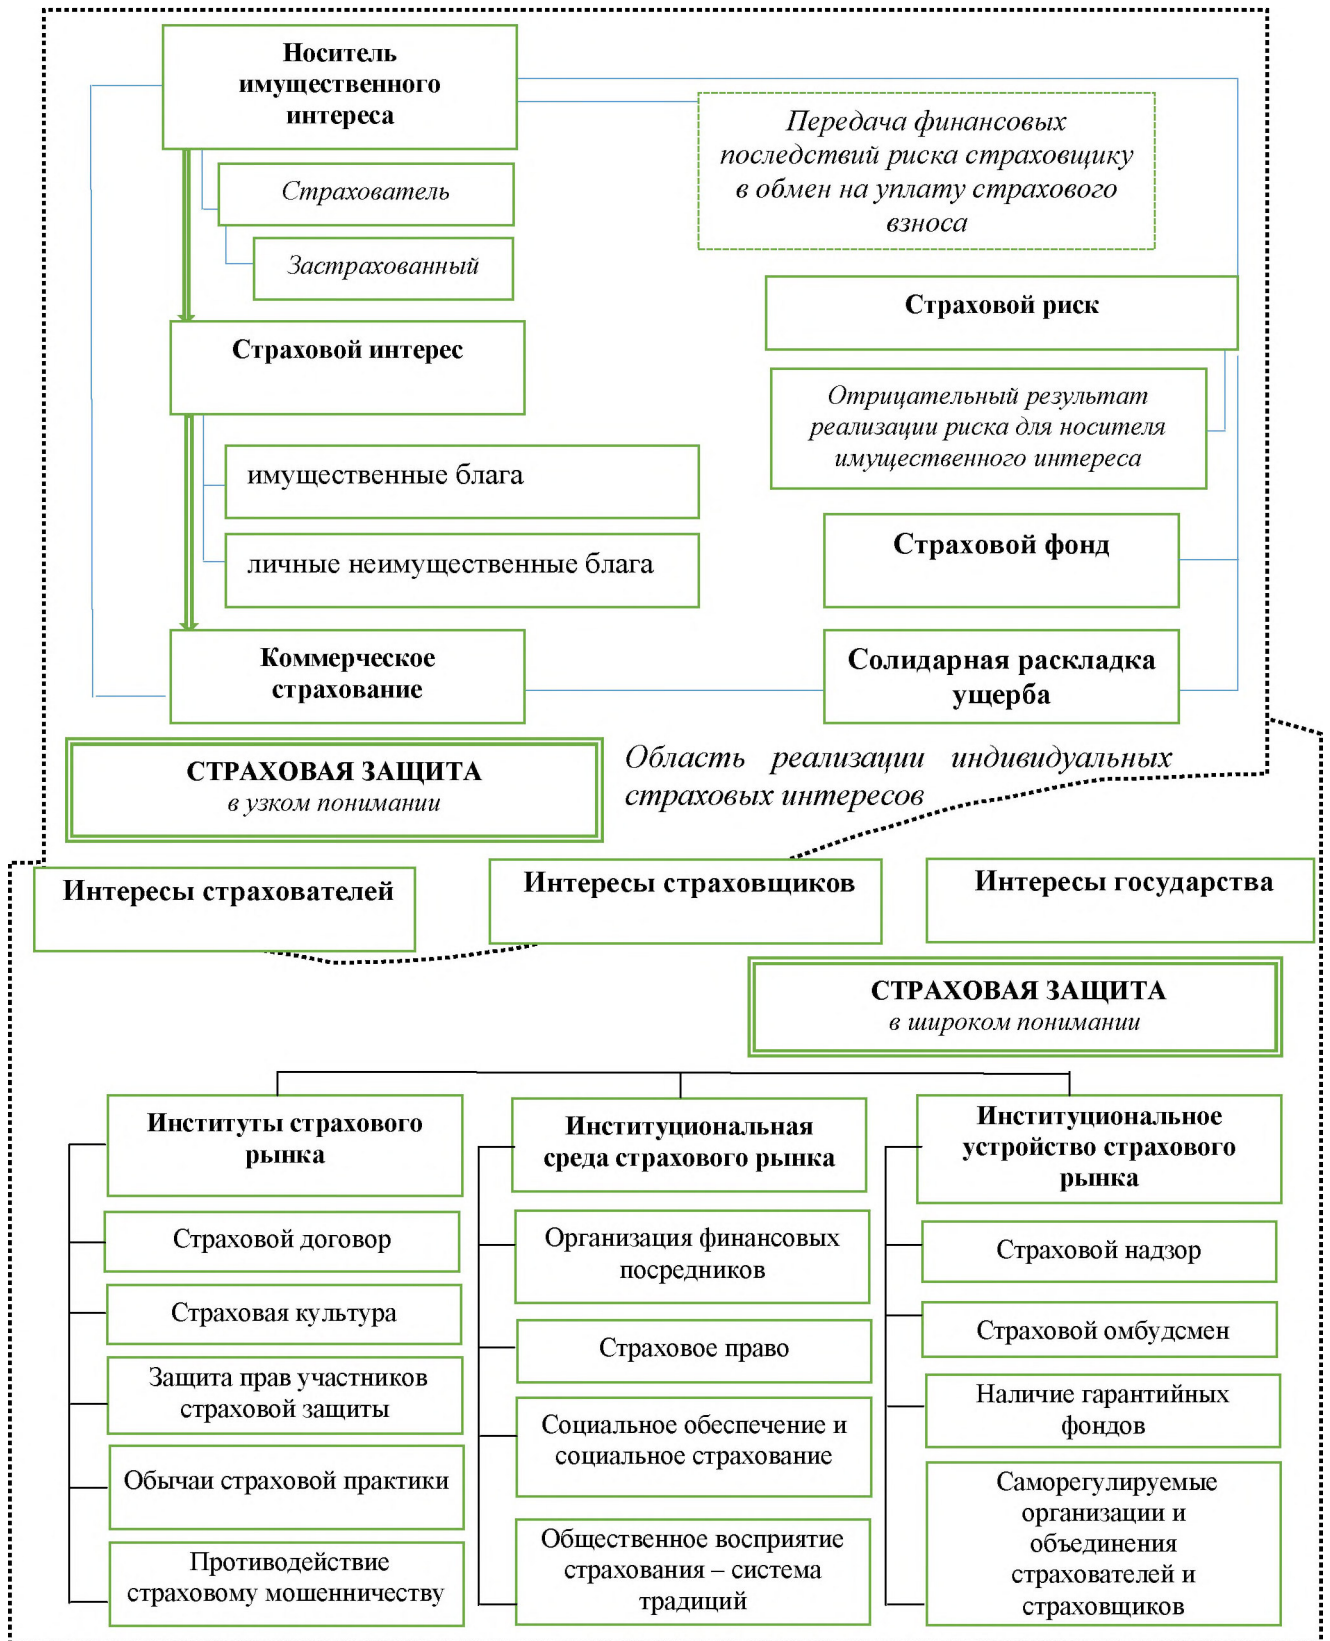 Носитель
имущественного
интереса
Передача финансовых
последствий риска страховщику
в обмен на уплату страхового
взноса
Страхователь
Застрахованный
Страховой риск
Страховой интерес
Отрицательный результат
реализации риска для носителя
имущественного интереса
имущественные блага
личные неимущественные блага
Страховой фонд
Коммерческое
страхование
Солидарная раскладка
ущерба
СТРАХОВАЯ ЗАЩИТА
в узком понимании
Область реализации индивидуальных
страховых интересов
Интересы страхователей
Интересы страховщиков
Интересы государства
СТРАХОВАЯ ЗАЩИТА
в широком понимании
Институты страхового
рынка
Страховой договор
Страховая культура
Защита прав участников
страховой защиты
Обычаи страховой практики
Противодействие
страховому мошенничеству
Институциональная
среда страхового рынка
Организация финансовых
посредников
Страховое право
Социальное обеспечение и
социальное страхование
Общественное восприятие
страхования – система
традиций
Институциональное
устройство страхового
рынка
Страховой надзор
Страховой омбудсмен
Наличие гарантийных
фондов
Саморегулируемые
организации и
объединения
страхователей и
страховщиков